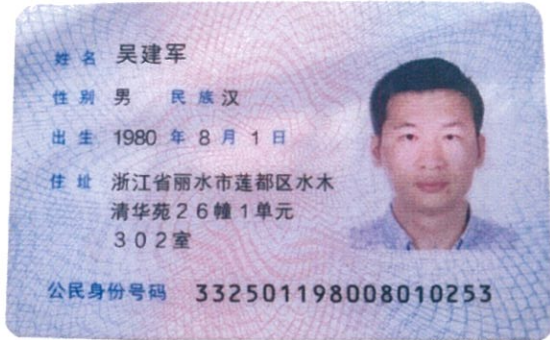 姓名 吴建军
性别 男 民族 汉
出生 1980 年 8 月 1 日
住址 浙江省丽水市莲都区水木
清华苑26幢1单元
302室
公民身份号码 332501198008010253